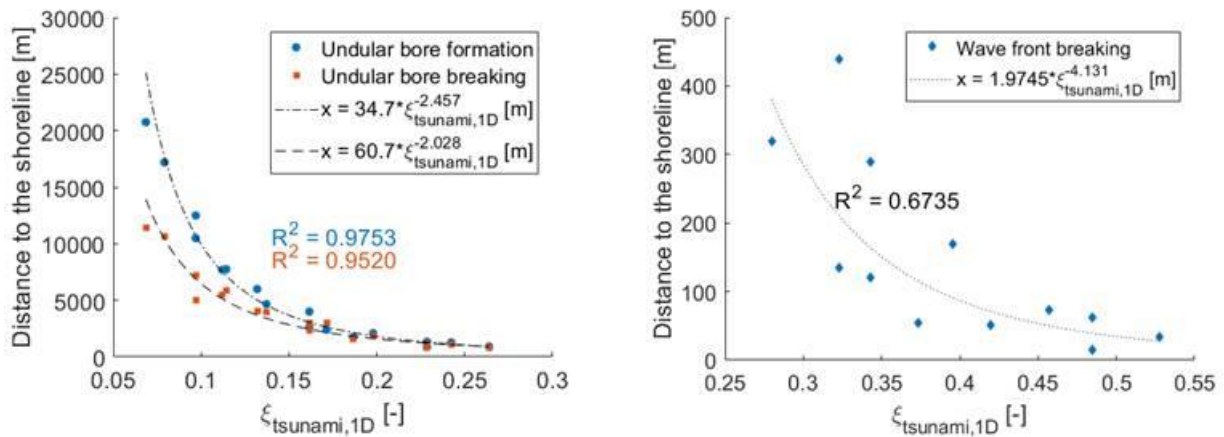 30000
25000
20000
15000
10000
5000
0
Distance to the shoreline [m]
Undular bore formation
Undular bore breaking
x = 34.7*ξ_tsunami,1D^-2.457 [m]
x = 60.7*ξ_tsunami,1D^-2.028 [m]
R² = 0.9753
R² = 0.9520
0.05 0.1 0.15 0.2 0.25 0.3
ξ_tsunami,1D [-]
500
400
300
200
100
0
Distance to the shoreline [m]
Wave front breaking
x = 1.9745*ξ_tsunami,1D^-4.131 [m]
R² = 0.6735
0.25 0.3 0.35 0.4 0.45 0.5 0.55
ξ_tsunami,1D [-]